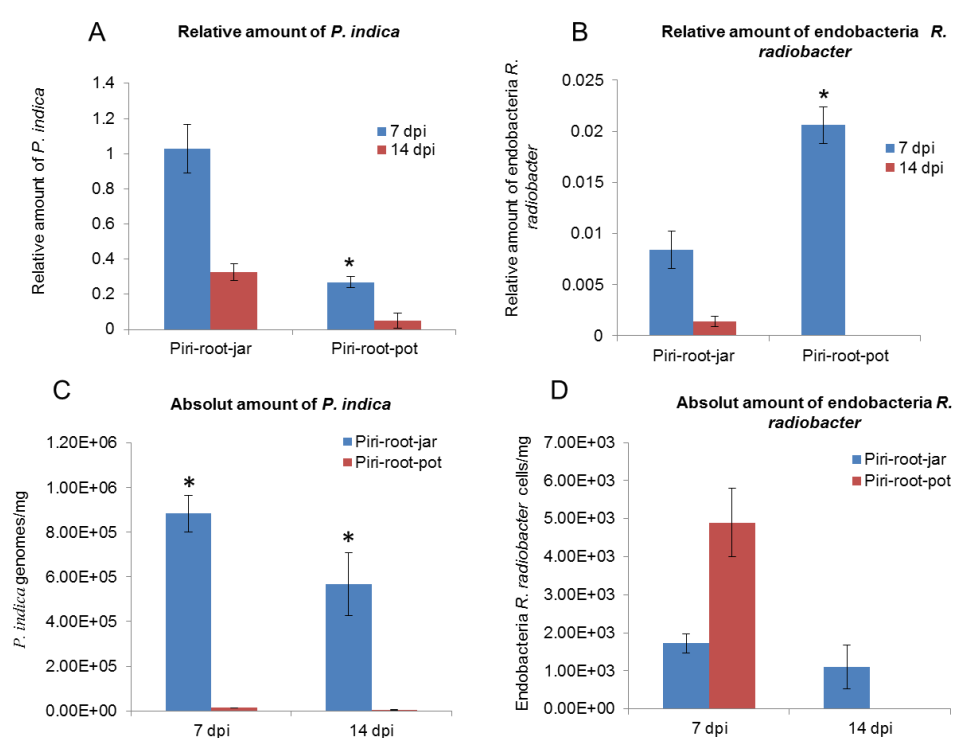 A
Relative amount of P. indica
Relative amount of P. indica
1.4
1.2
1
0.8
0.6
0.4
0.2
0
*
7 dpi
14 dpi
Piri-root-jar
Piri-root-pot
B
Relative amount of endobacteria R.
radiobacter
Relative amount of endobacteria R.
radiobacter
0.025
0.02
0.015
0.01
0.005
0
*
7 dpi
14 dpi
Piri-root-jar
Piri-root-pot
C
Absolut amount of P. indica
P. indica genomes/mg
1.20E+06
1.00E+06
8.00E+05
6.00E+05
4.00E+05
2.00E+05
0.00E+00
*
*
Piri-root-jar
Piri-root-pot
7 dpi
14 dpi
D
Absolut amount of endobacteria R.
radiobacter
Endobacteria R. radiobacter cells/mg
7.00E+03
6.00E+03
5.00E+03
4.00E+03
3.00E+03
2.00E+03
1.00E+03
0.00E+00
Piri-root-jar
Piri-root-pot
7 dpi
14 dpi